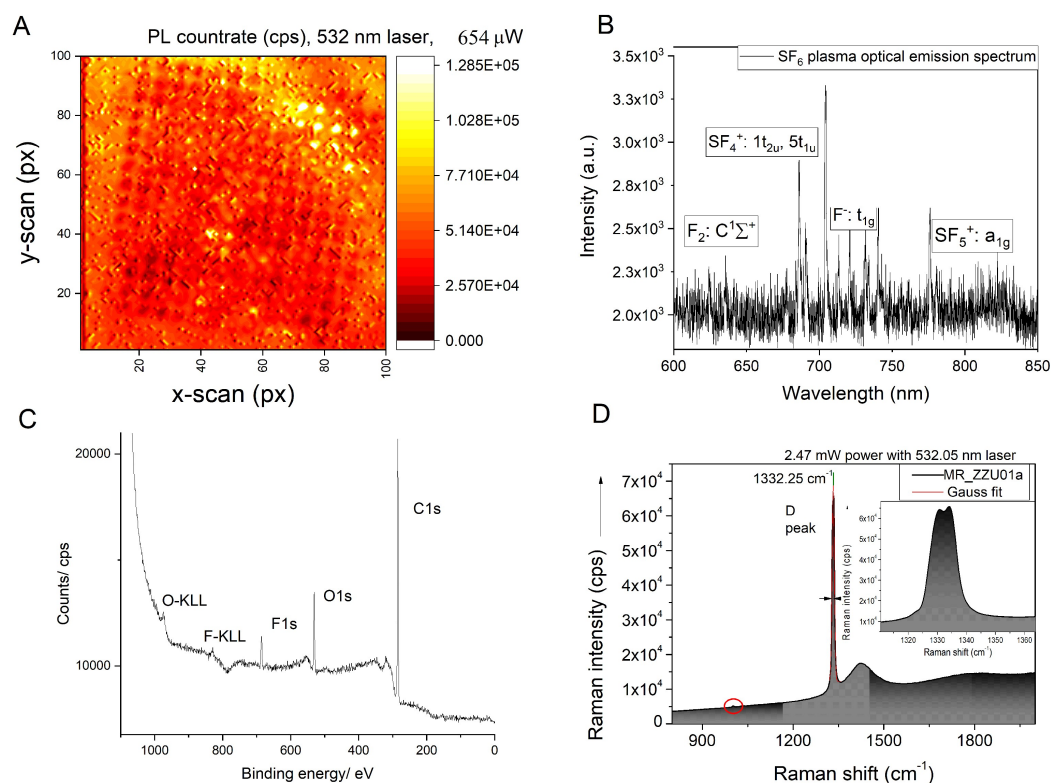 A
PL countrate (cps), 532 nm laser, 654 μW
100
80
60
40
20
20
40
60
80
100
y-scan (px)
x-scan (px)
1.285E+05
1.028E+05
7.710E+04
5.140E+04
2.570E+04
0.000
B
SF₆ plasma optical emission spectrum
3.5x10³
3.3x10³
3.0x10³
2.8x10³
2.5x10³
2.3x10³
2.0x10³
Intensity (a.u.)
SF₄⁺: 1t₂ᵤ, 5t₁ᵤ
F⁻: t₁g
F₂: C¹Σ⁺
SF₅⁺: a₁g
600
650
700
750
800
850
Wavelength (nm)
C
20000
10000
Counts/ cps
O-KLL
F-KLL
F1s
O1s
C1s
1000
800
600
400
200
0
Binding energy/ eV
D
2.47 mW power with 532.05 nm laser
7x10⁴
6x10⁴
5x10⁴
4x10⁴
3x10⁴
2x10⁴
1x10⁴
0
Raman intensity (cps)
1332.25 cm⁻¹
D
peak
MR_ZZU01a
Gauss fit
6x10⁴
5x10⁴
4x10⁴
3x10⁴
2x10⁴
1x10⁴
Raman intensity (cps)
1320
1330
1340
1350
1360
Raman shift (cm⁻¹)
900
1200
1500
1800
Raman shift (cm⁻¹)